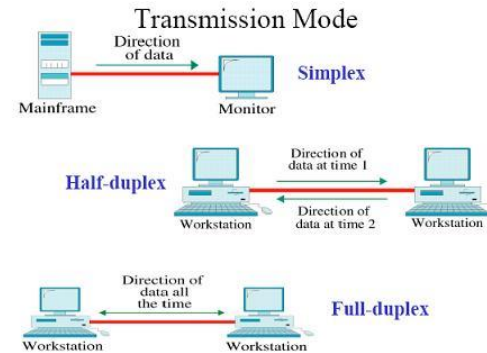 Transmission Mode
Direction
of data
Simplex
Mainframe
Monitor
Half-duplex
Direction of
data at time 1
Direction of
data at time 2
Workstation
Workstation
Direction of
data all
the time
Full-duplex
Workstation
Workstation